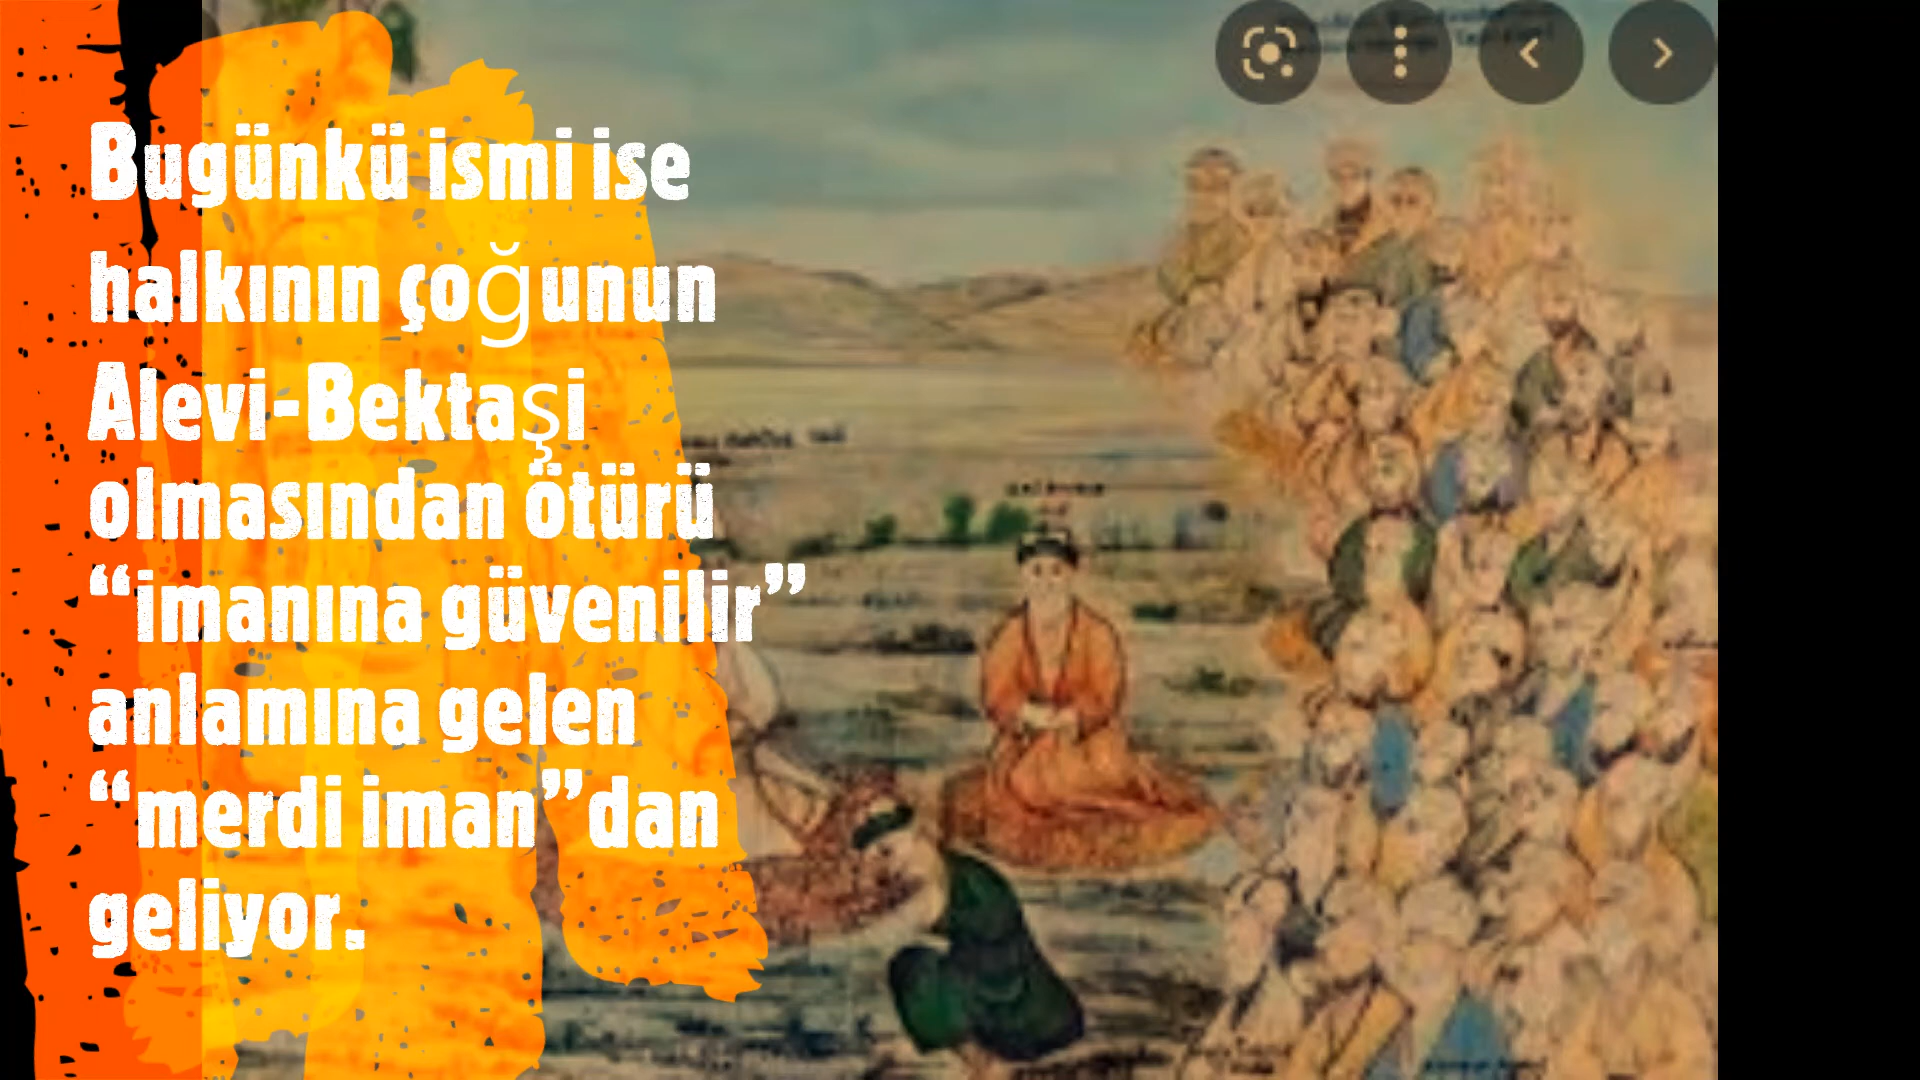 Bugünkü ismi ise
halkının çoğunun
Alevi-Bektaşi
olmasından ötürü
“imanına güvenilir”
anlamına gelen
“merdi iman”dan
geliyor.